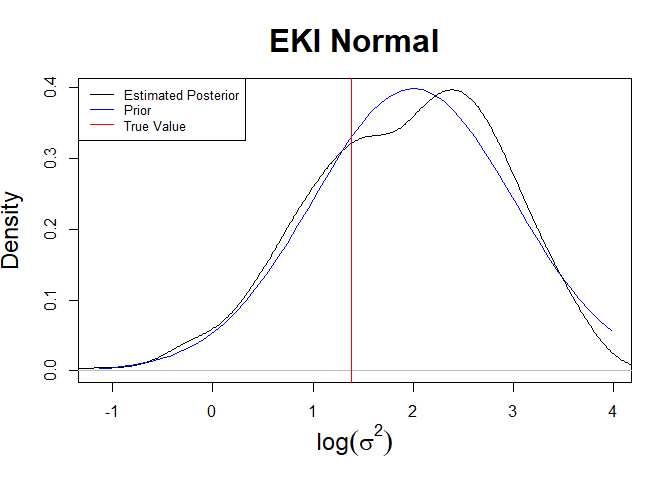 EKI Normal
Estimated Posterior
Prior
True Value
Density
0.0
0.1
0.2
0.3
0.4
-1
0
1
2
3
4
log(σ²)